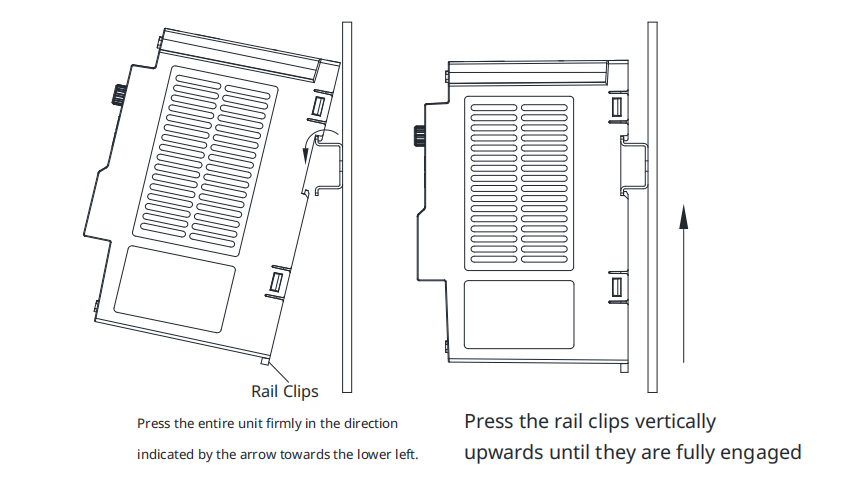 Rail Clips
Press the entire unit firmly in the direction
indicated by the arrow towards the lower left.
Press the rail clips vertically
upwards until they are fully engaged